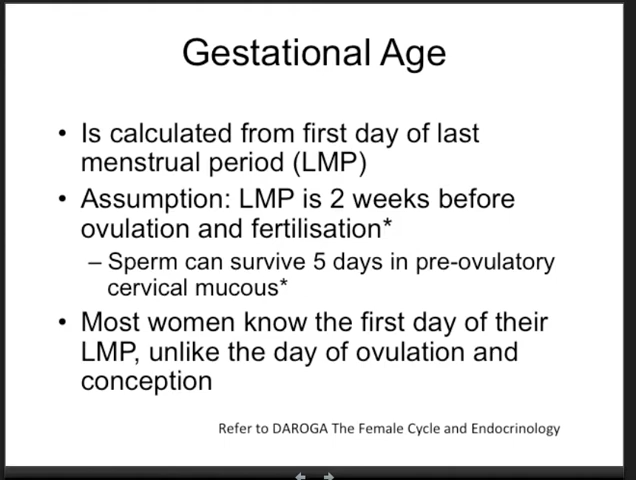 Gestational Age
• Is calculated from first day of last
menstrual period (LMP)
• Assumption: LMP is 2 weeks before
ovulation and fertilisation*
– Sperm can survive 5 days in pre-ovulatory
cervical mucous*
• Most women know the first day of their
LMP, unlike the day of ovulation and
conception
Refer to DAROGA The Female Cycle and Endocrinology